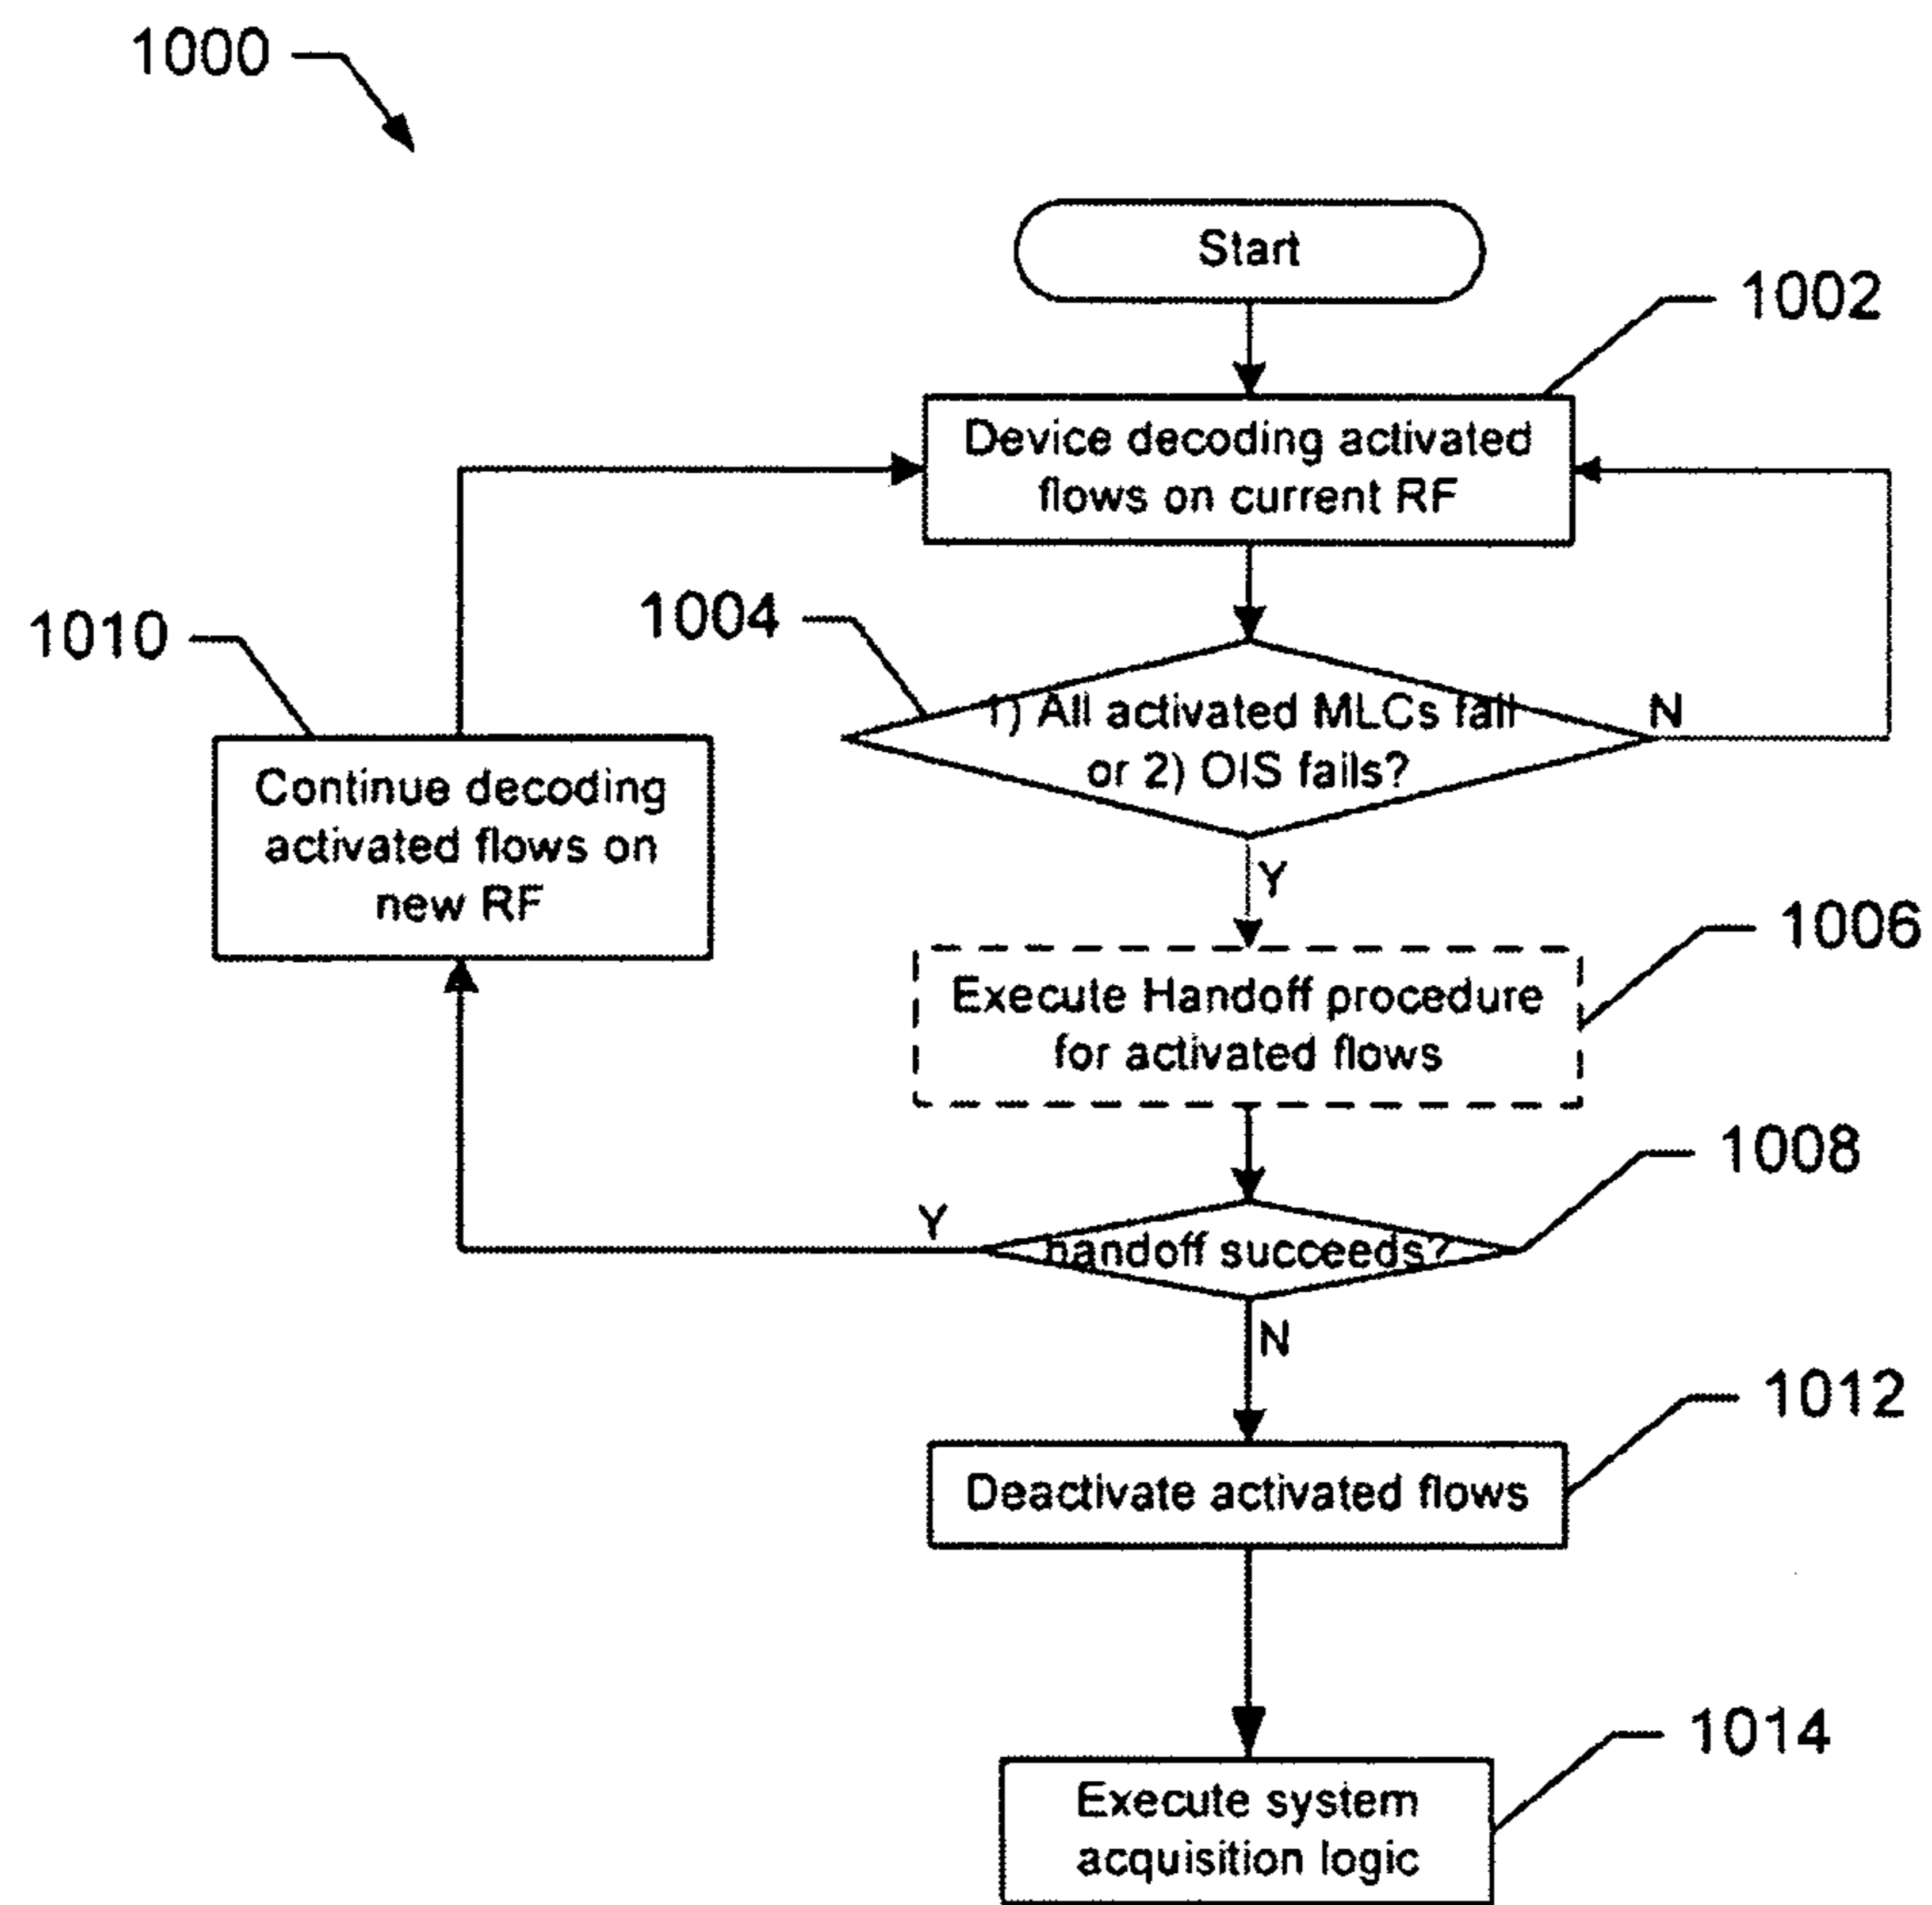 1000
Start
1002
Device decoding activated
flows on current RF
1004
1) All activated MLCs fail
or 2) OIS fails?
N
1010
Continue decoding
activated flows on
new RF
Y
1006
Execute Handoff procedure
for activated flows
1008
Y
handoff succeeds?
N
1012
Deactivate activated flows
1014
Execute system
acquisition logic